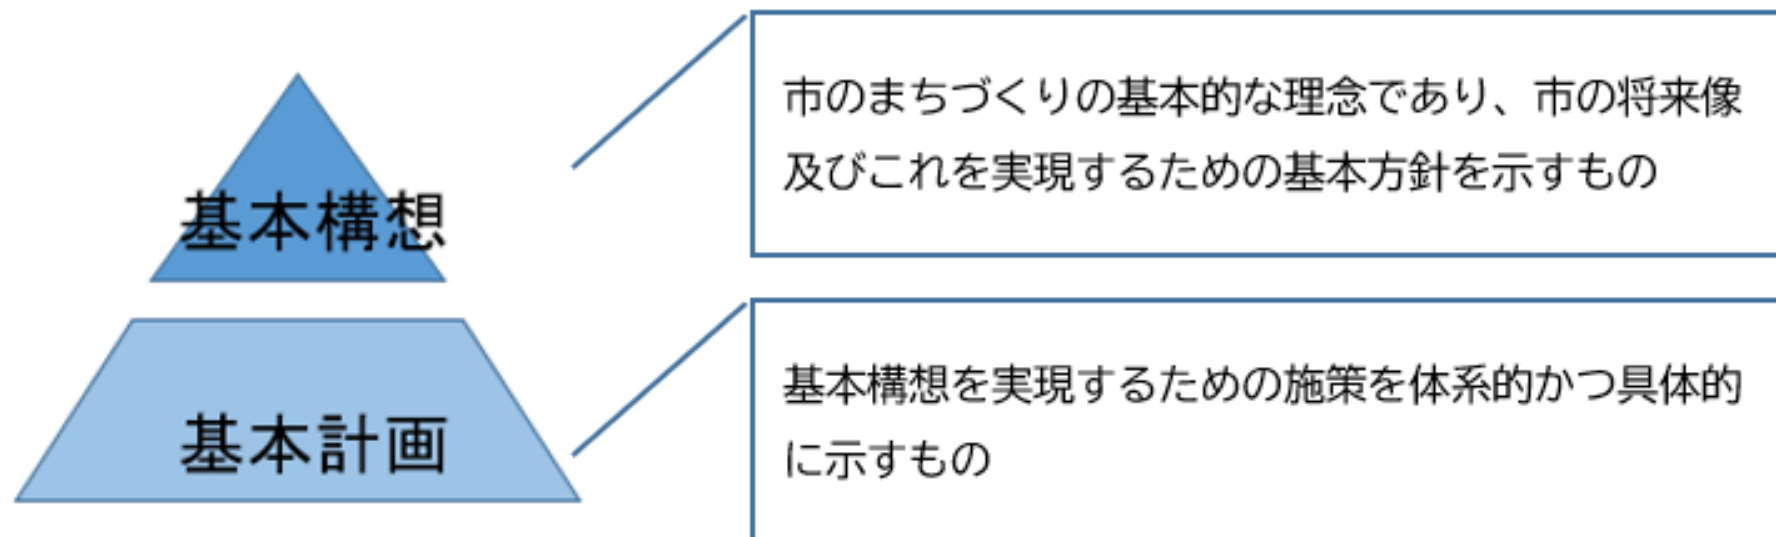 基本構想
市のまちづくりの基本的な理念であり、市の将来像
及びこれを実現するための基本方針を示すもの
基本計画
基本構想を実現するための施策を体系的かつ具体的
に示すもの